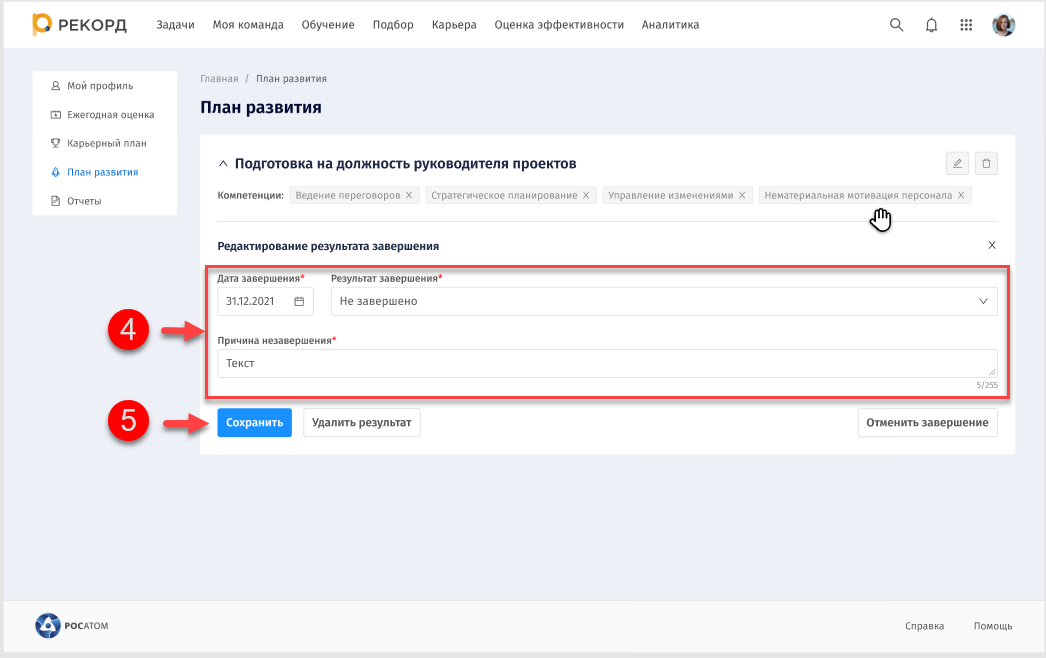 РЕКОРД Задачи Моя команда Обучение Подбор Карьера Оценка эффективности Аналитика
Мой профиль
Ежегодная оценка
Карьерный план
План развития
Отчеты
Главная / План развития
План развития
Подготовка на должность руководителя проектов
Компетенции: Ведение переговоров X Стратегическое планирование X Управление изменениями X Нематериальная мотивация персонала X
Редактирование результата завершения X
Дата завершения* Результат завершения*
31.12.2021 Не завершено
4
Причина незавершения*
Текст
5/255
5
Сохранить Удалить результат Отменить завершение
РОСАТОМ Справка Помощь